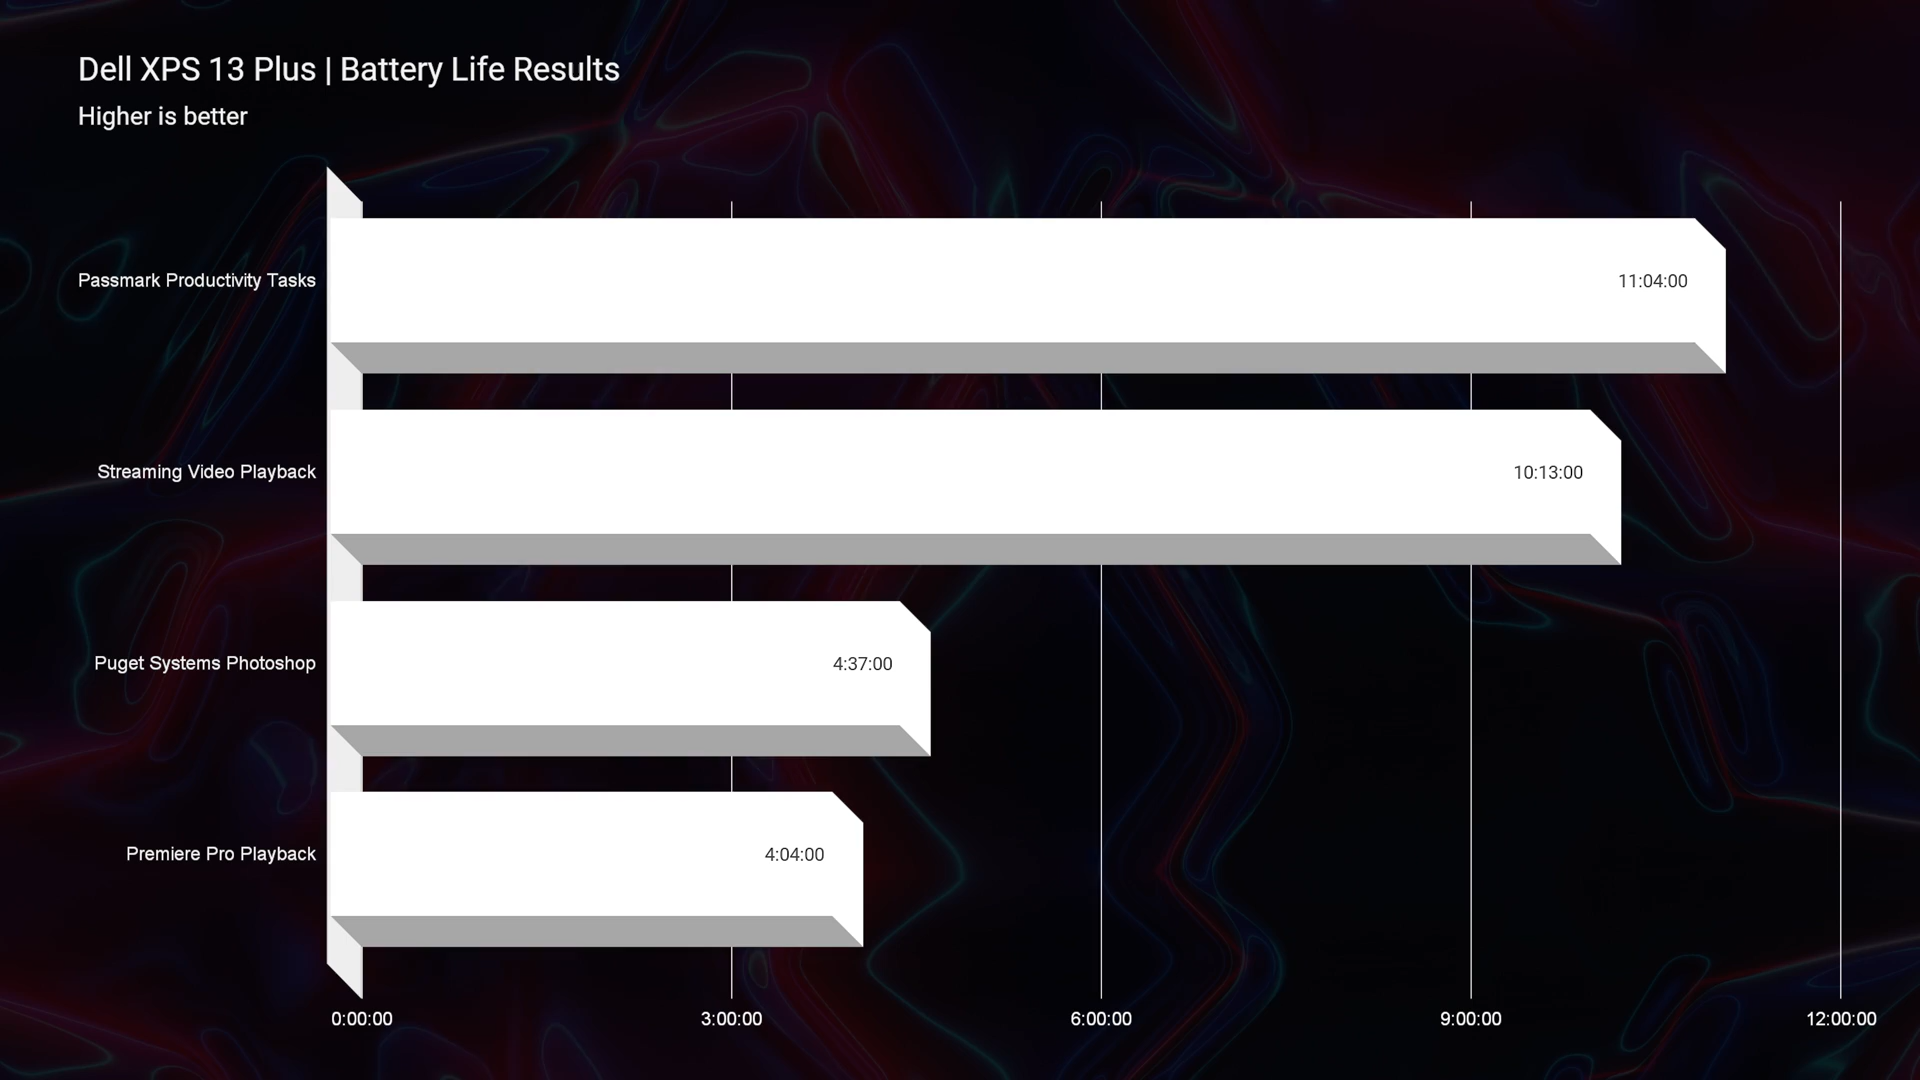 Dell XPS 13 Plus | Battery Life Results
Higher is better
Passmark Productivity Tasks
11:04:00
Streaming Video Playback
10:13:00
Puget Systems Photoshop
4:37:00
Premiere Pro Playback
4:04:00
0:00:00
3:00:00
6:00:00
9:00:00
12:00:00